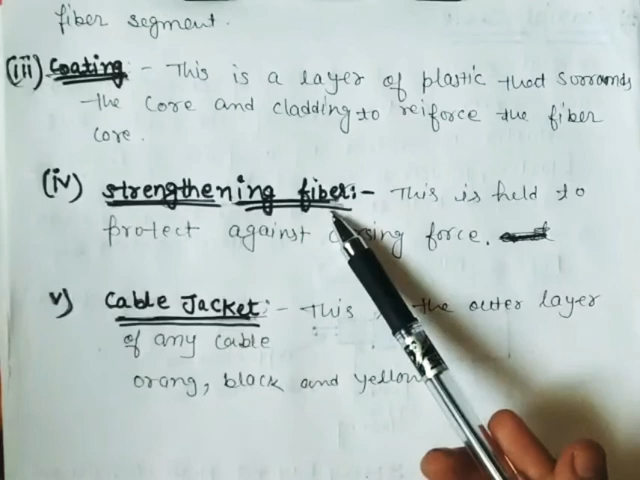 fiber segment.
(iii) Coating - This is a layer of plastic that surrounds
the core and cladding to reiforce the fiber
core.
(iv) strengthening fiber:- This is held to
protect against force.
v) Cable Jacket:- This the outer layer
of any cable
orang, black and yellow